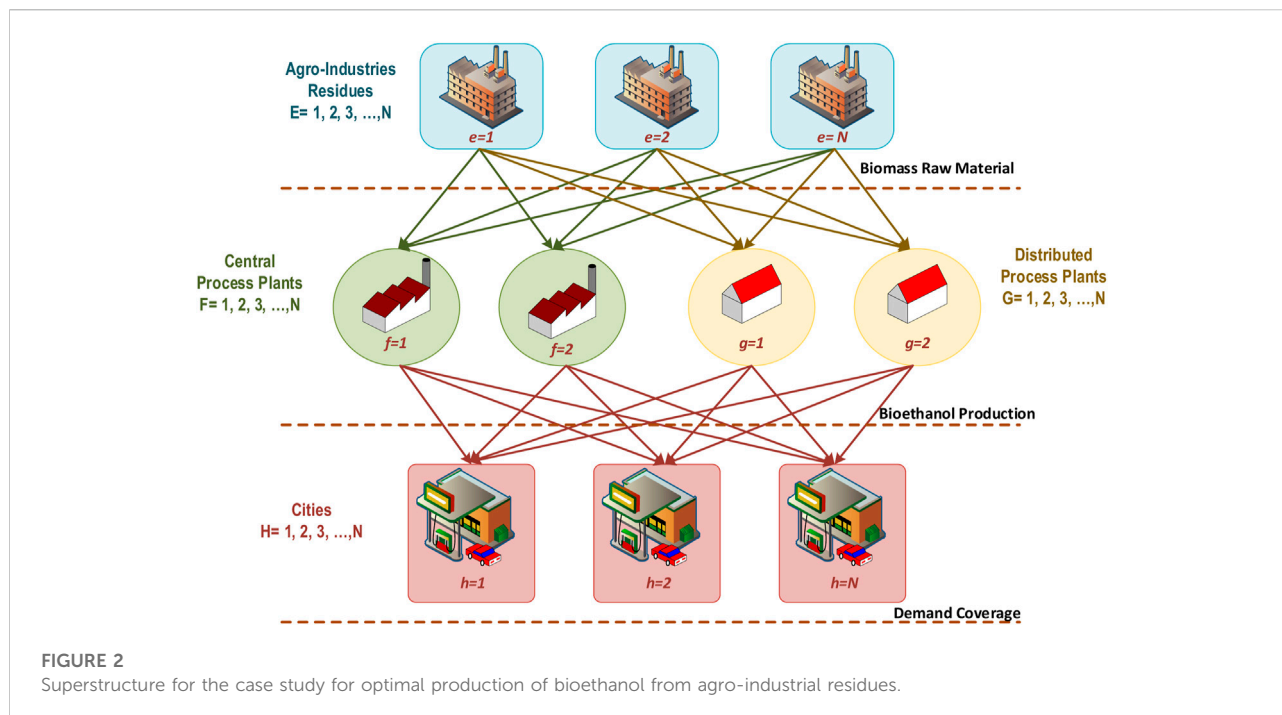 Agro-Industries
Residues
E= 1, 2, 3, ...,N
e=1
e=2
e= N
Biomass Raw Material
Central
Process Plants
F= 1, 2, 3, ...,N
f=1
f=2
g=1
g=2
Distributed
Process Plants
G= 1, 2, 3, ...,N
Bioethanol Production
Cities
H= 1, 2, 3, ...,N
h=1
h=2
h=N
Demand Coverage
FIGURE 2
Superstructure for the case study for optimal production of bioethanol from agro-industrial residues.